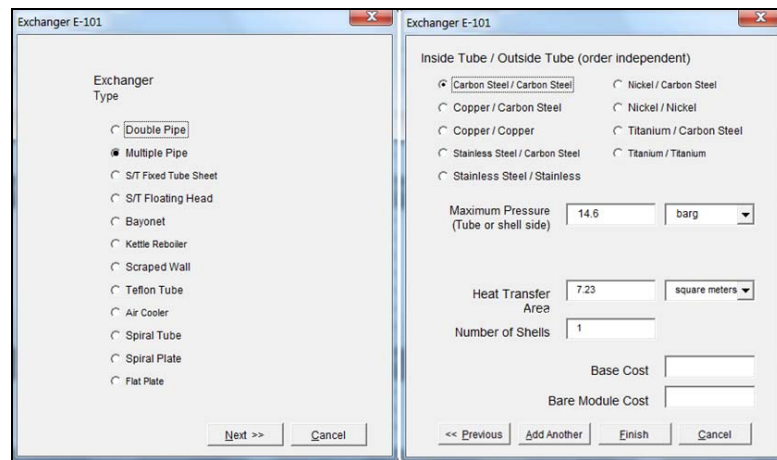 Exchanger E-101
Exchanger
Type
Double Pipe
Multiple Pipe
S/T Fixed Tube Sheet
S/T Floating Head
Bayonet
Kettle Reboiler
Scraped Wall
Teflon Tube
Air Cooler
Spiral Tube
Spiral Plate
Flat Plate
Next >> Cancel
Exchanger E-101
Inside Tube / Outside Tube (order independent)
Carbon Steel / Carbon Steel Nickel / Carbon Steel
Copper / Carbon Steel Nickel / Nickel
Copper / Copper Titanium / Carbon Steel
Stainless Steel / Carbon Steel Titanium / Titanium
Stainless Steel / Stainless
Maximum Pressure 14.6 barg
(Tube or shell side)
Heat Transfer 7.23 square meters
Area
Number of Shells 1
Base Cost
Bare Module Cost
<< Previous Add Another Finish Cancel